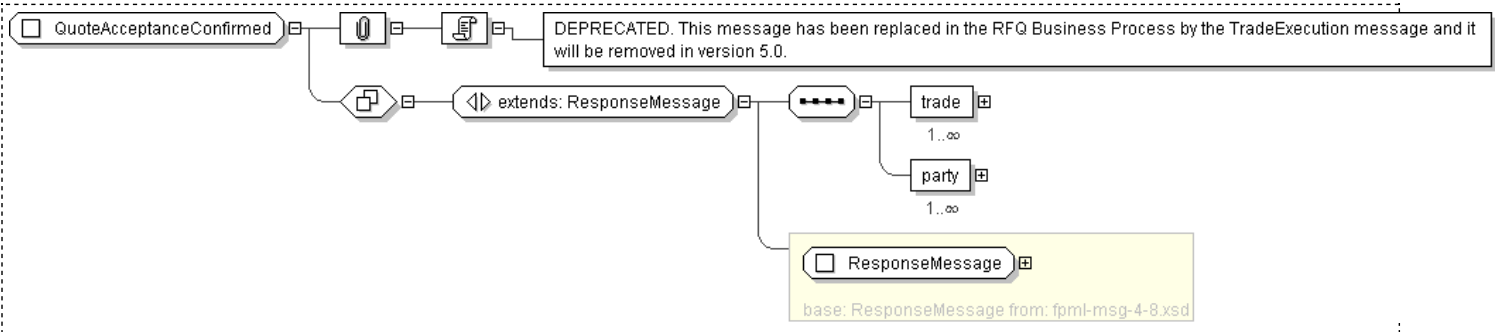 QuoteAcceptanceConfirmed
DEPRECATED. This message has been replaced in the RFQ Business Process by the TradeExecution message and it
will be removed in version 5.0.
extends: ResponseMessage
trade
1..∞
party
1..∞
ResponseMessage
base: ResponseMessage from: fpml-msg-4-8.xsd